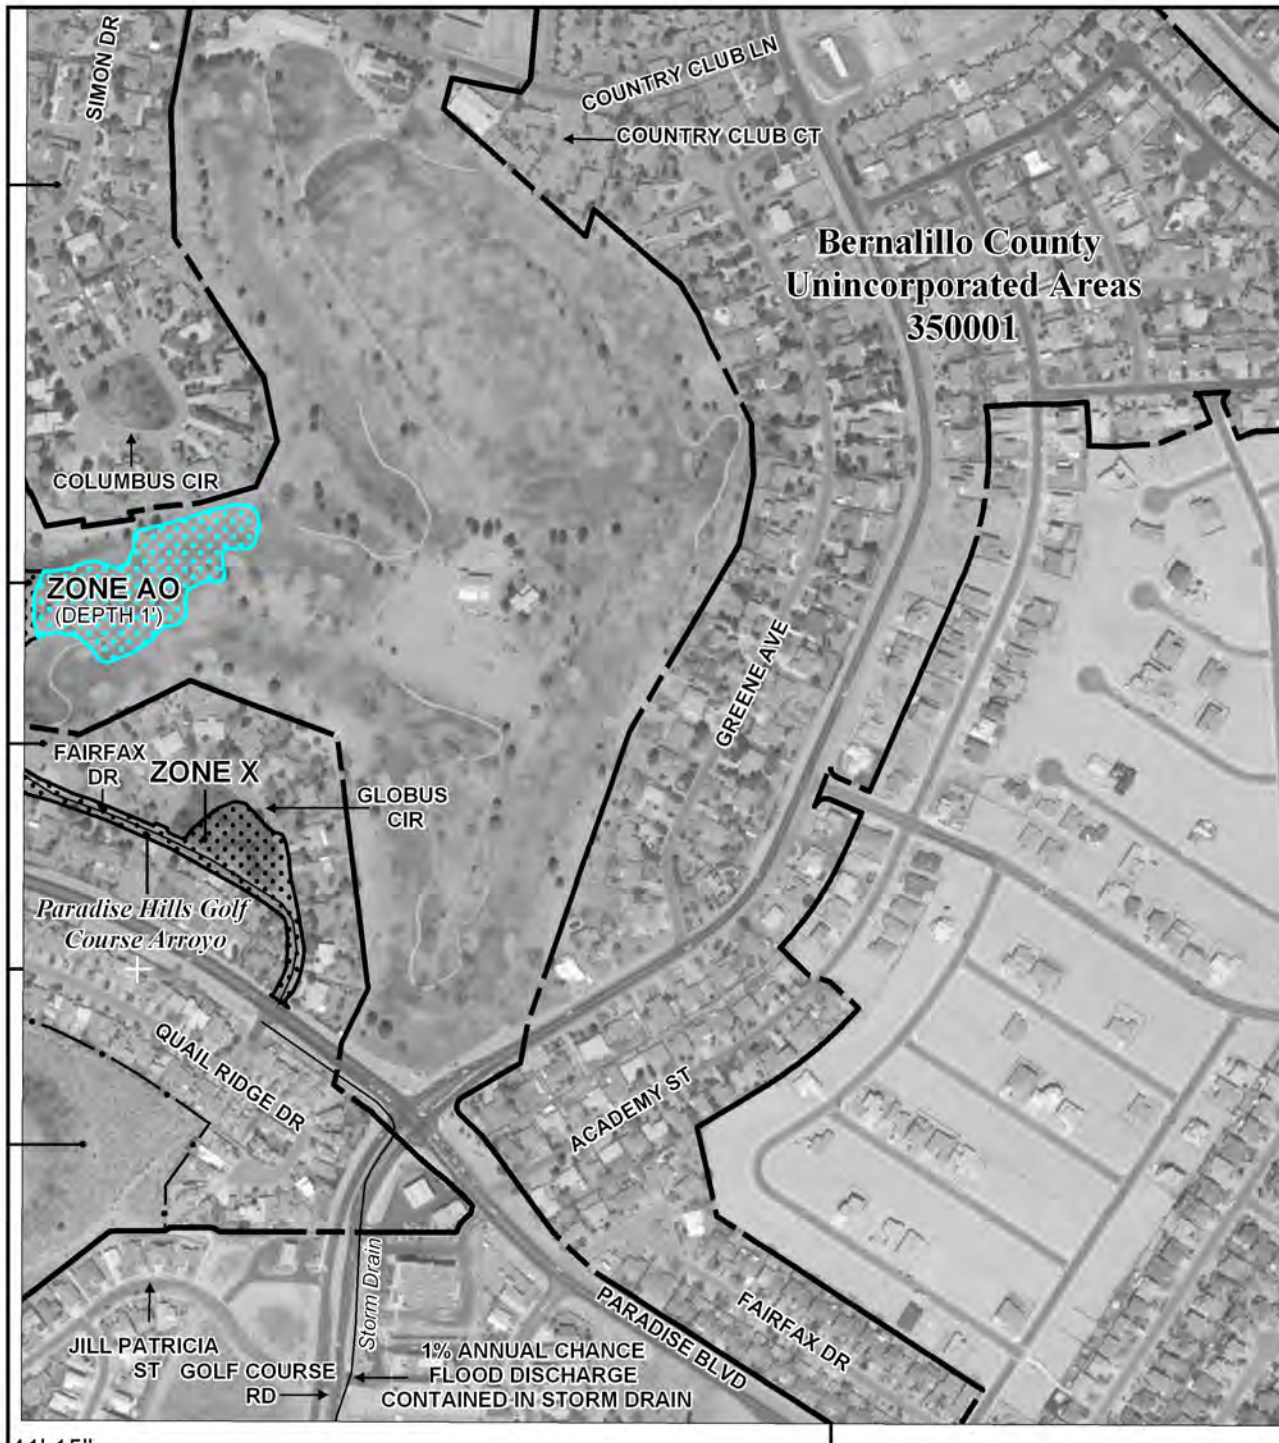 SIMON DR
COUNTRY CLUB LN
COUNTRY CLUB CT
Bernalillo County
Unincorporated Areas
350001
COLUMBUS CIR
ZONE AO
(DEPTH 1')
GREENE AVE
FAIRFAX
DR
ZONE X
GLOBUS
CIR
Paradise Hills Golf
Course Arroyo
QUAIL RIDGE DR
ACADEMY ST
Storm Drain
PARADISE BLVD
FAIRFAX DR
JILL PATRICIA
ST
GOLF COURSE
RD
1% ANNUAL CHANCE
FLOOD DISCHARGE
CONTAINED IN STORM DRAIN